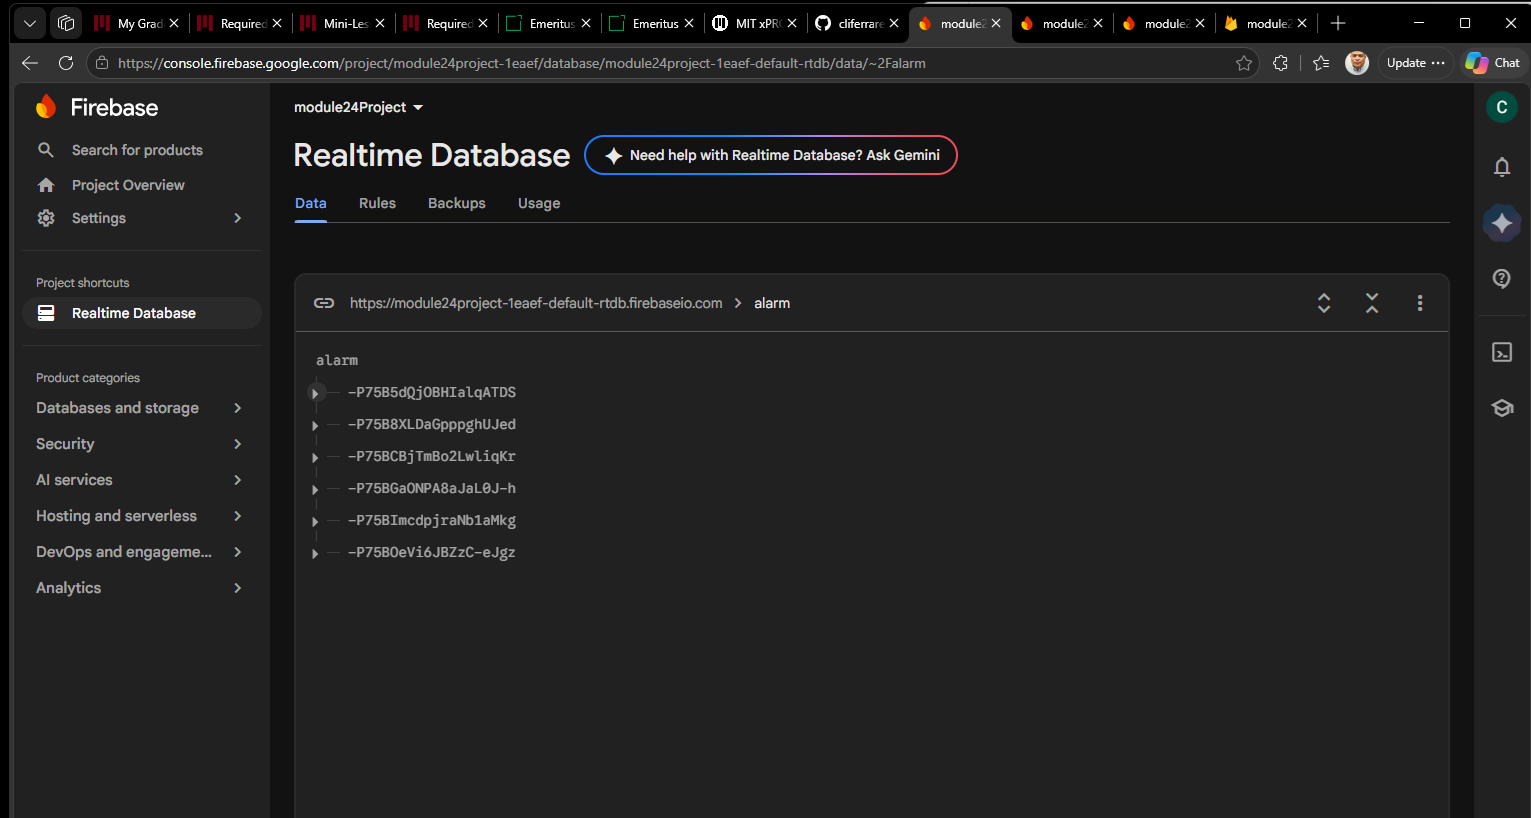 My Grad
Required
Mini-Les
Required
Emeritus
Emeritus
MIT xPRO
cliferrare
module2
module2
module2
module2
https://console.firebase.google.com/project/module24project-1eaef/database/module24project-1eaef-default-rtdb/data/~2Falarm
Update
Chat
Firebase
Search for products
Project Overview
Settings
Project shortcuts
Realtime Database
Product categories
Databases and storage
Security
AI services
Hosting and serverless
DevOps and engageme...
Analytics
module24Project
Realtime Database
Need help with Realtime Database? Ask Gemini
Data Rules Backups Usage
https://module24project-1eaef-default-rtdb.firebaseio.com > alarm
alarm
-P75B5dQjOBHIalqATDS
-P75B8XLDaGpppghUJed
-P75BCBjTmBo2LwliqKr
-P75BGaONPA8aJaL0J-h
-P75BImcdpjraNb1aMkg
-P75BOeVi6JBZzC-eJgz
C